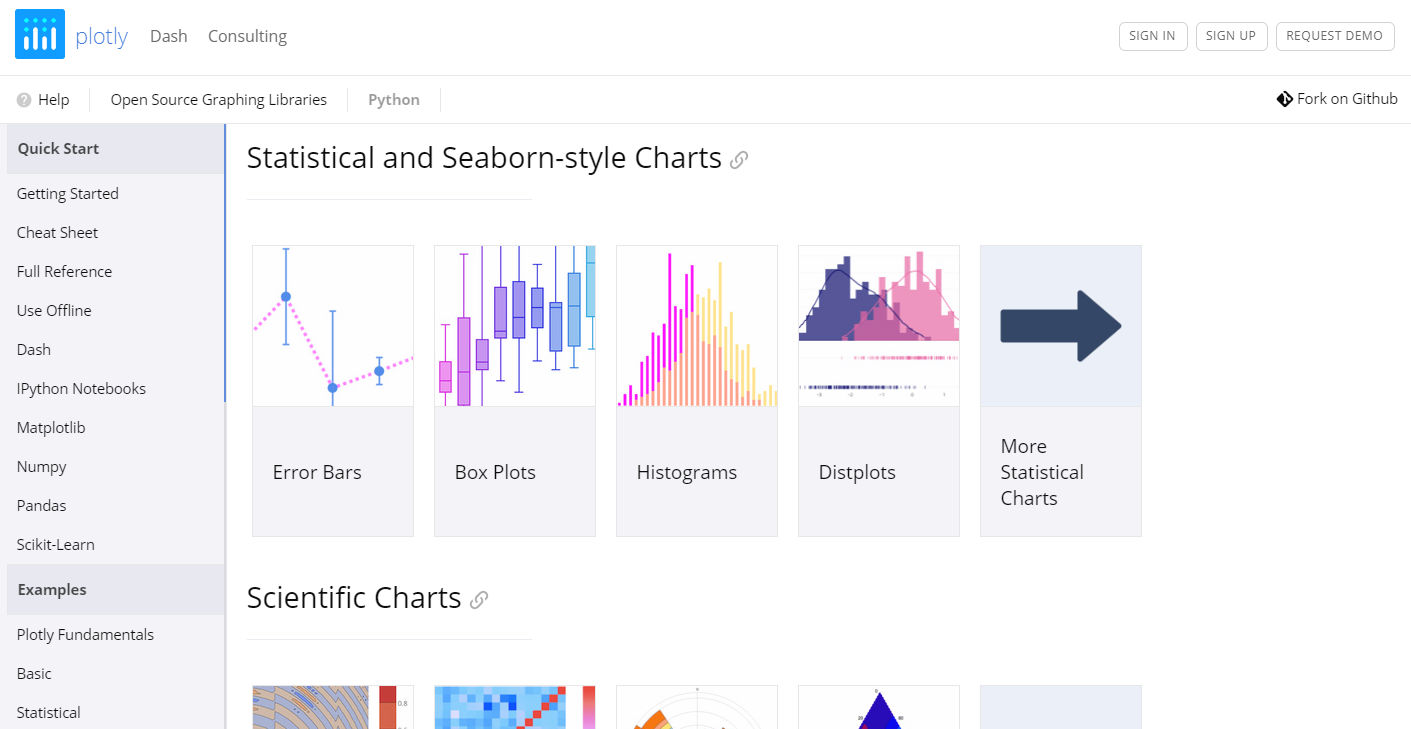 plotly
Dash
Consulting
SIGN IN
SIGN UP
REQUEST DEMO
Help
Open Source Graphing Libraries
Python
Fork on Github
Quick Start
Getting Started
Cheat Sheet
Full Reference
Use Offline
Dash
IPython Notebooks
Matplotlib
Numpy
Pandas
Scikit-Learn
Examples
Plotly Fundamentals
Basic
Statistical
Statistical and Seaborn-style Charts
Error Bars
Box Plots
Histograms
Distplots
More
Statistical
Charts
Scientific Charts
0.8